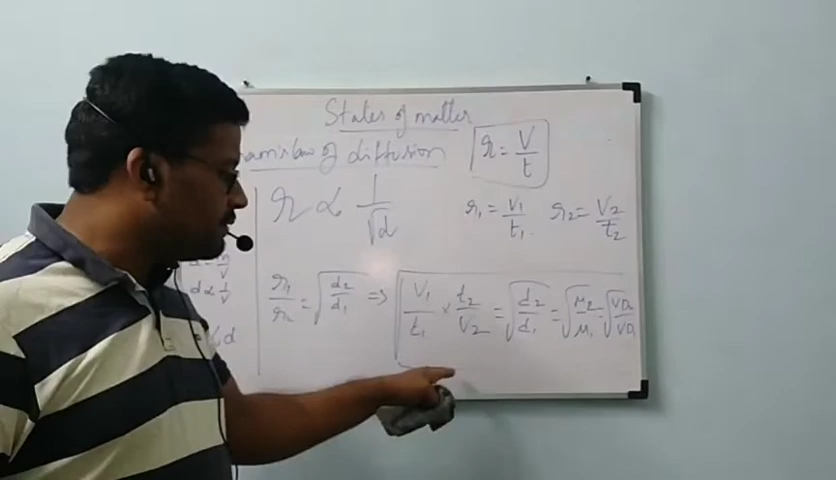 States of matter
ham's law of diffusion
r = V/t
r ∝ 1/√d
r₁ = V₁/t₁. r₂ = V₂/t₂
d ∝ 1/V
r₁/r₂ = √d₂/d₁ ⇒ V₁/t₁ × t₂/V₂ = √d₂/d₁ = √M₂/M₁ = √VD₂/VD₁
d